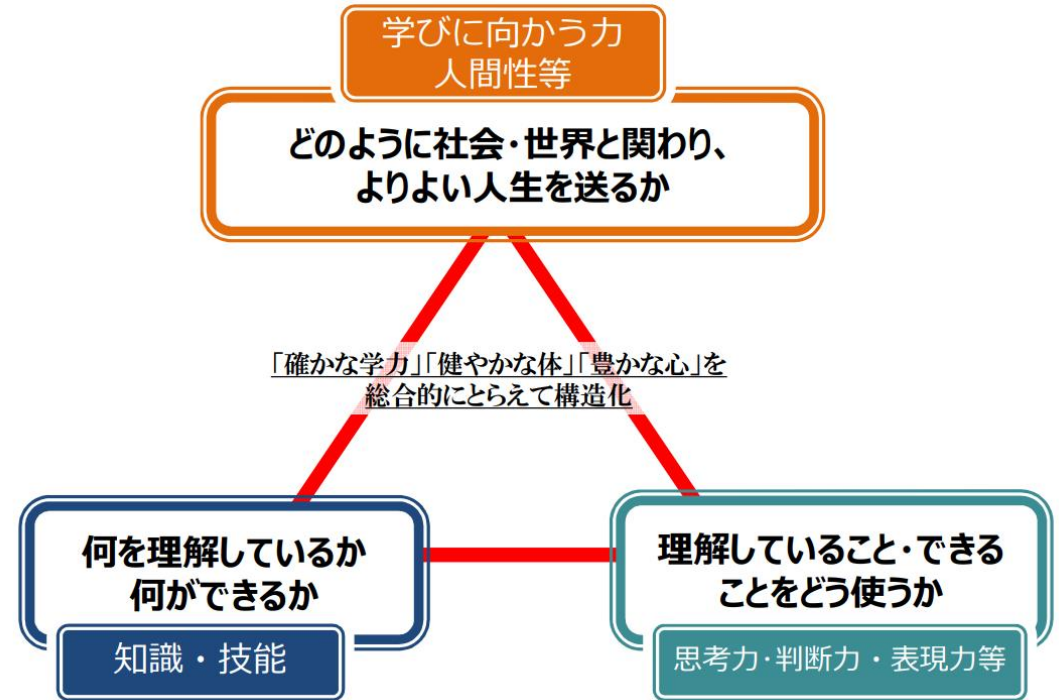 学びに向かう力
人間性等
どのように社会・世界と関わり、
よりよい人生を送るか
「確かな学力」「健やかな体」「豊かな心」を
総合的にとらえて構造化
何を理解しているか
何ができるか
知識・技能
理解していること・できる
ことをどう使うか
思考力・判断力・表現力等